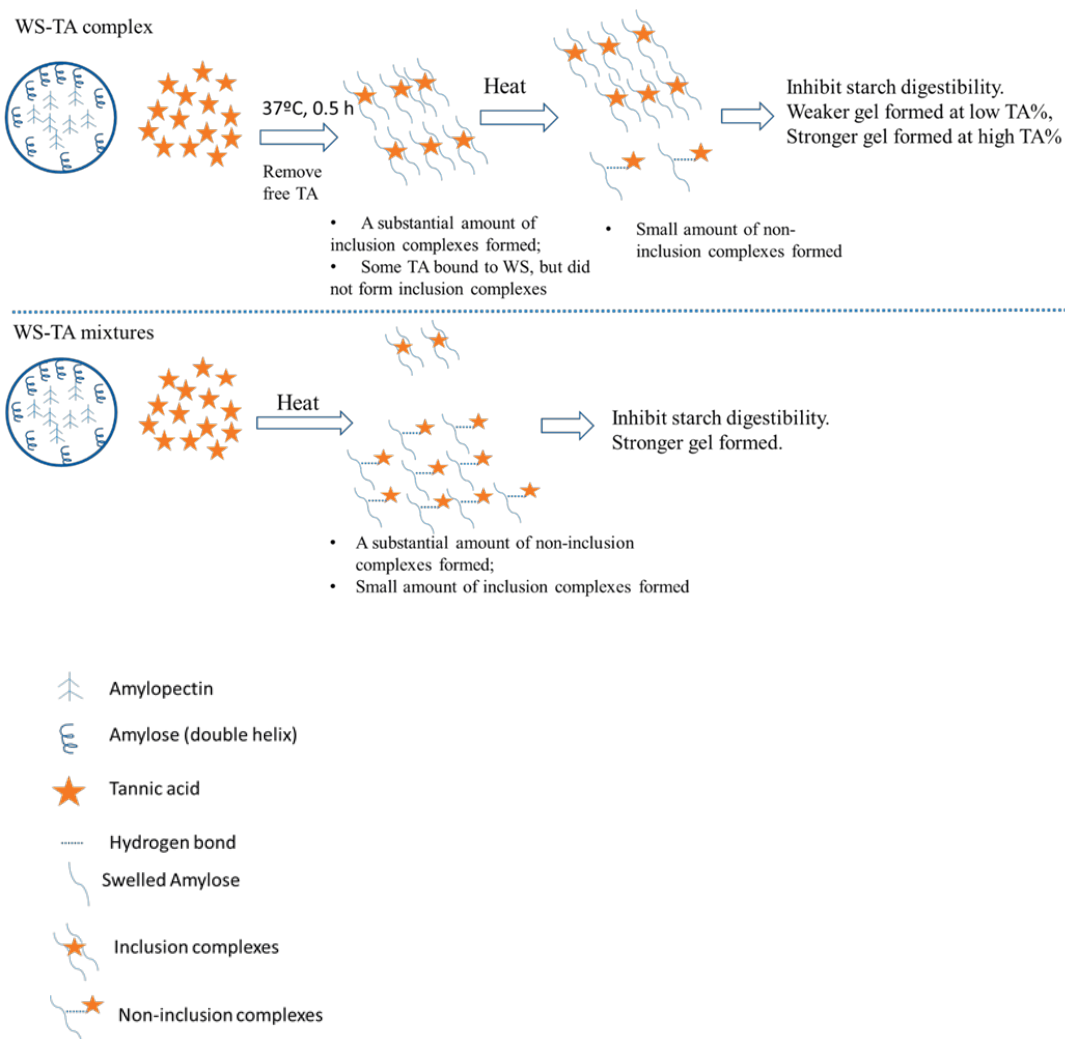 WS-TA complex
37ºC, 0.5 h
Remove
free TA
• A substantial amount of
inclusion complexes formed;
• Some TA bound to WS, but did
not form inclusion complexes
Heat
• Small amount of non-
inclusion complexes formed
Inhibit starch digestibility.
Weaker gel formed at low TA%,
Stronger gel formed at high TA%
WS-TA mixtures
Heat
• A substantial amount of non-inclusion
complexes formed;
• Small amount of inclusion complexes formed
Inhibit starch digestibility.
Stronger gel formed.
Amylopectin
Amylose (double helix)
Tannic acid
Hydrogen bond
Swelled Amylose
Inclusion complexes
Non-inclusion complexes